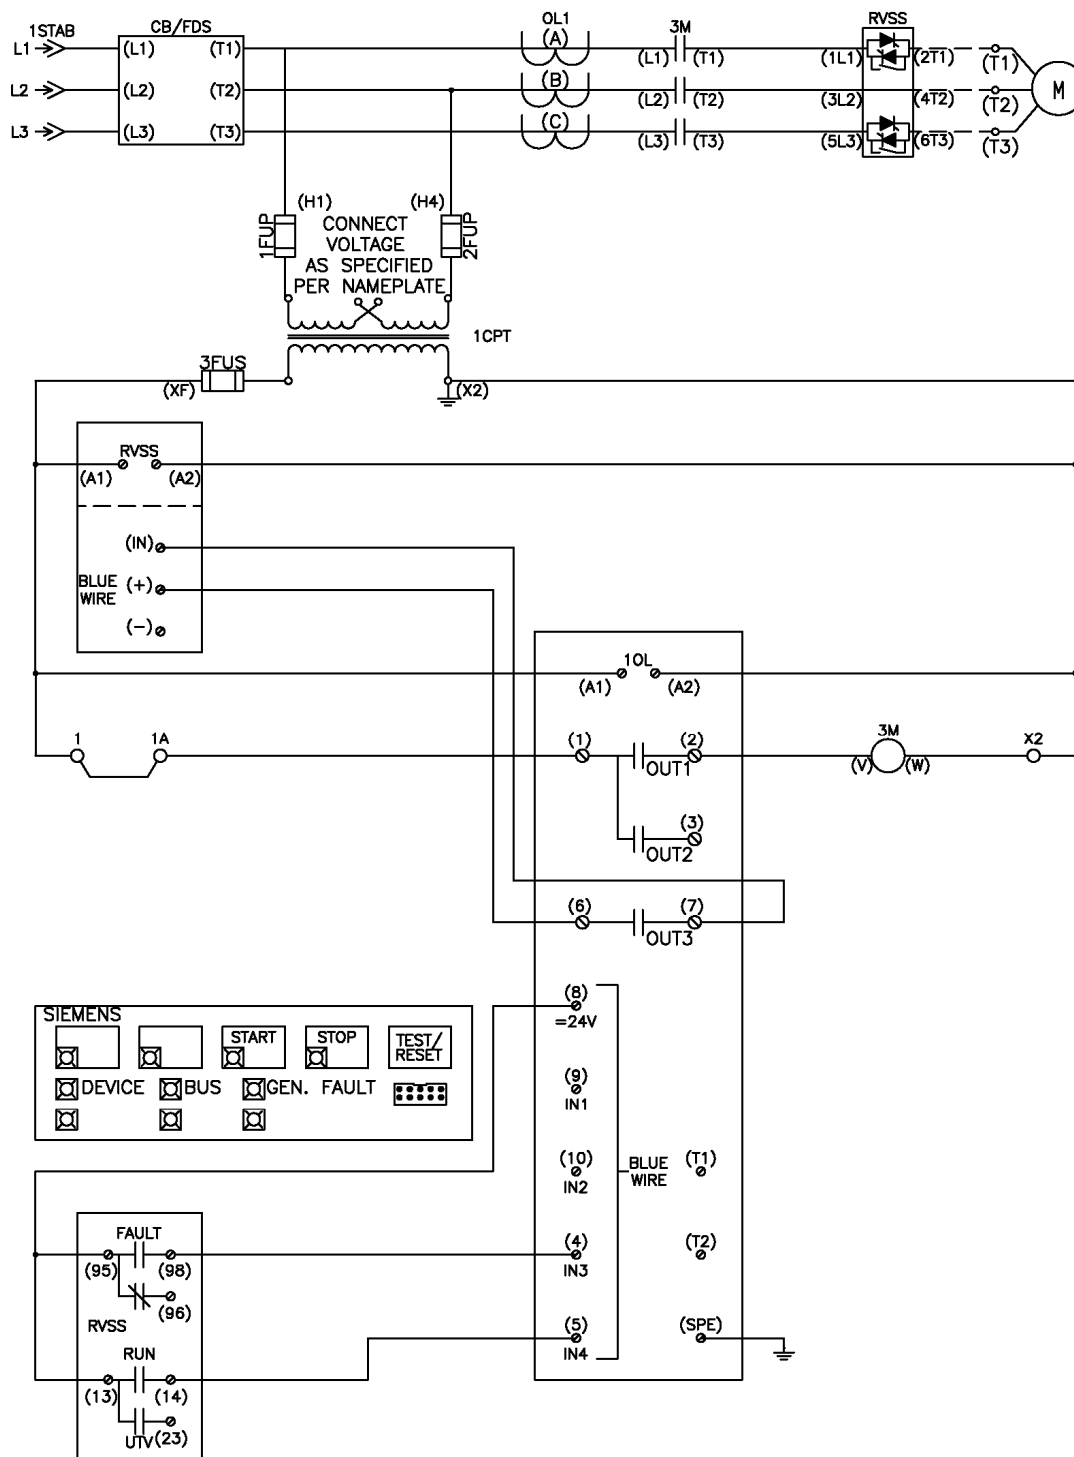 1STAB
CB/FDS
OL1
3M
RVSS
L1
(L1)
(T1)
(A)
(L1)
(T1)
(1L1)
(2T1)
(T1)
L2
(L2)
(T2)
(B)
(L2)
(T2)
(3L2)
(4T2)
(T2)
M
L3
(L3)
(T3)
(C)
(L3)
(T3)
(5L3)
(6T3)
(T3)
(H1)
(H4)
1FUP
CONNECT
VOLTAGE
AS SPECIFIED
PER NAMEPLATE
2FUP
1CPT
3FUS
(XF)
(X2)
RVSS
(A1)
(A2)
(IN)
BLUE
WIRE
(+)
(-)
1OL
(A1)
(A2)
1
1A
(1)
(2)
OUT1
3M
(V)
(W)
X2
(3)
OUT2
(6)
(7)
OUT3
(8)
=24V
SIEMENS
START
STOP
TEST/
RESET
DEVICE
BUS
GEN. FAULT
(9)
IN1
(10)
IN2
BLUE
WIRE
(T1)
FAULT
(95)
(98)
(96)
(4)
IN3
(T2)
RVSS
RUN
(13)
(14)
UTV
(23)
(5)
IN4
(SPE)